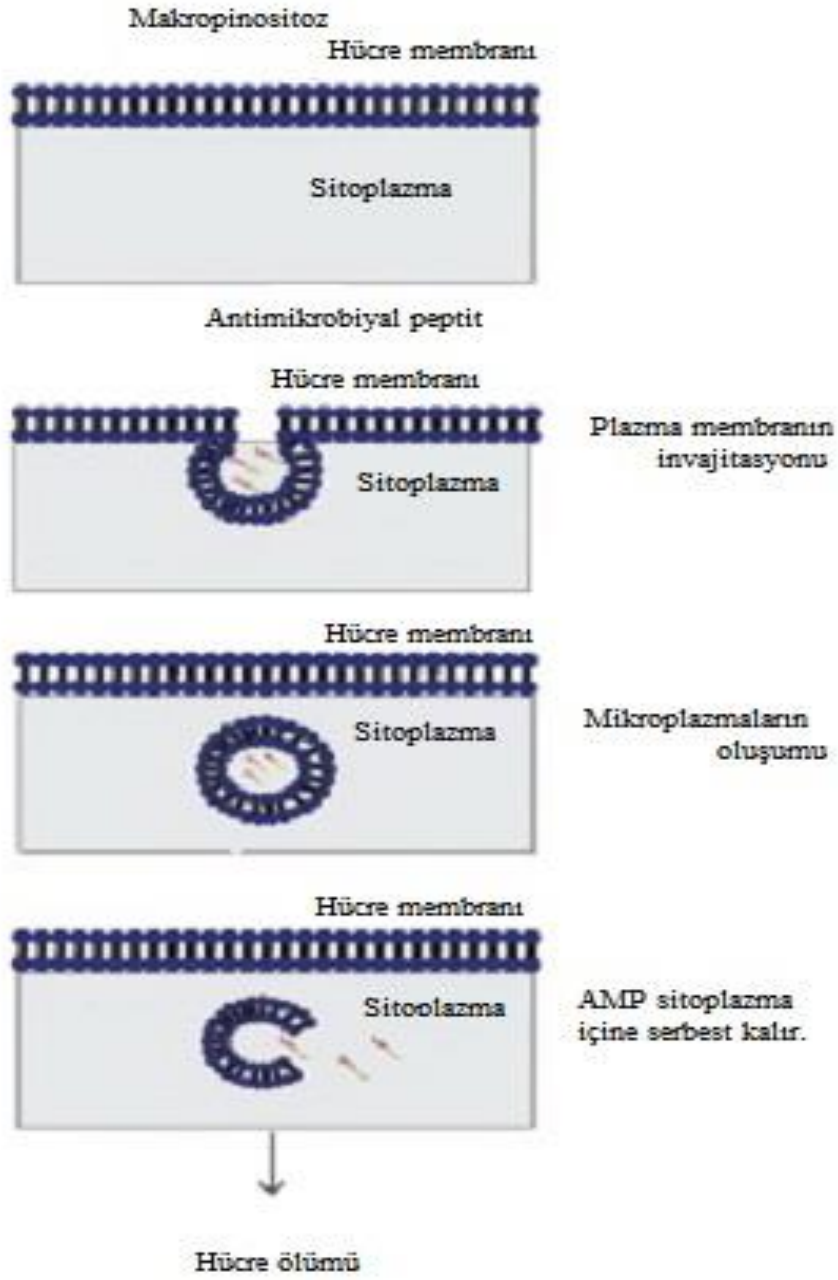 Makropinositoz
Hücre membranı
Sitoplazma
Antimikrobiyal peptit
Hücre membranı
Sitoplazma
Plazma membranın
invajitasyonu
Hücre membranı
Sitoplazma
Mikroplazmaların
oluşumu
Hücre membranı
Sitoplazma
AMP sitoplazma
içine serbest kalır.
Hücre ölümü